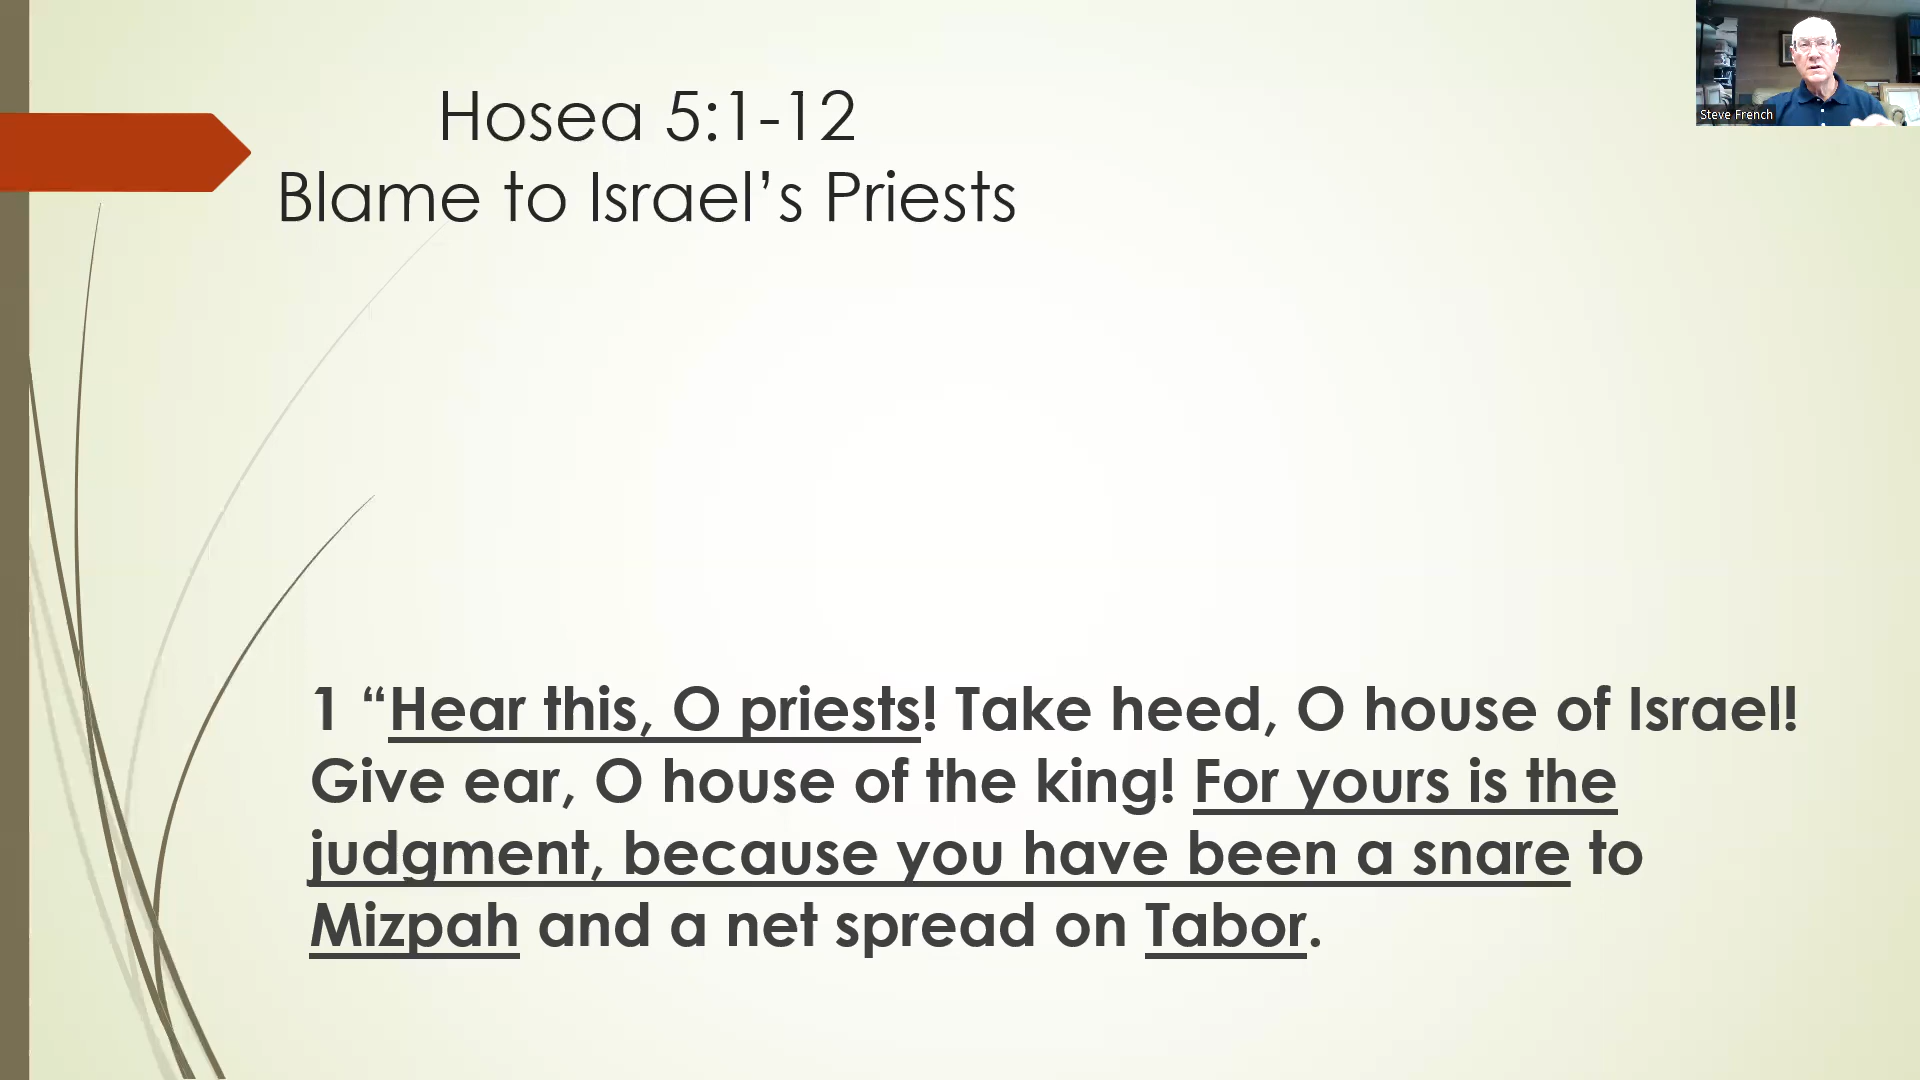 Hosea 5:1-12
Blame to Israel’s Priests
Steve French
1 “Hear this, O priests! Take heed, O house of Israel!
Give ear, O house of the king! For yours is the
judgment, because you have been a snare to
Mizpah and a net spread on Tabor.